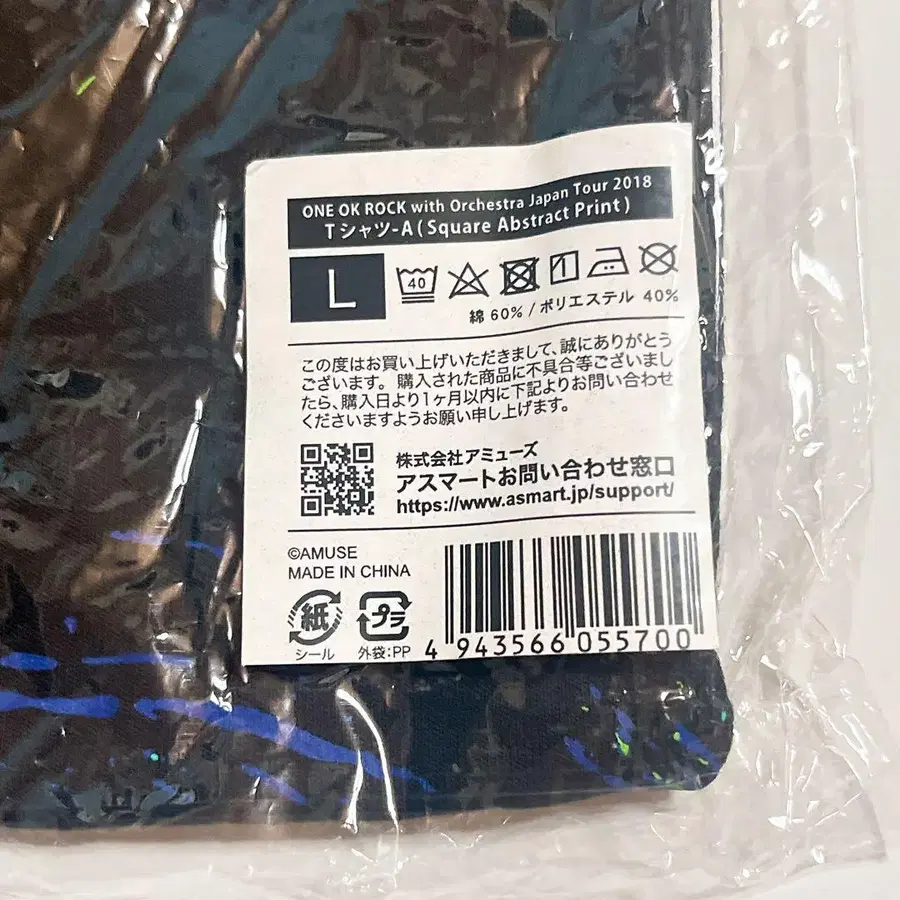 ONE OK ROCK with Orchestra Japan Tour 2018
Tシャツ-A ( Square Abstract Print )
L
40
綿 60% / ポリエステル 40%
この度はお買い上げいただきまして、誠にありがとう
ございます。購入された商品に不具合等ございまし
たら、購入日より1ヶ月以内に下記よりお問い合わせ
くださいますようお願い申し上げます。
株式会社アミューズ
アスマートお問い合わせ窓口
https://www.asmart.jp/support/
©AMUSE
MADE IN CHINA
紙
シール
プラ
外袋:PP
4 943566 055700